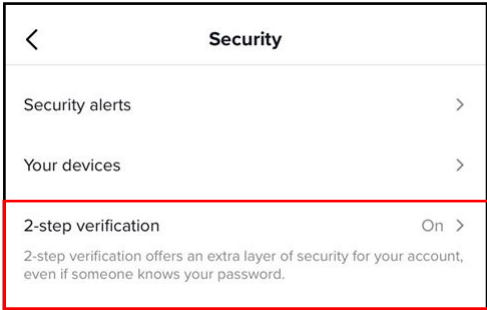 Security
Security alerts
Your devices
2-step verification On
2-step verification offers an extra layer of security for your account,
even if someone knows your password.